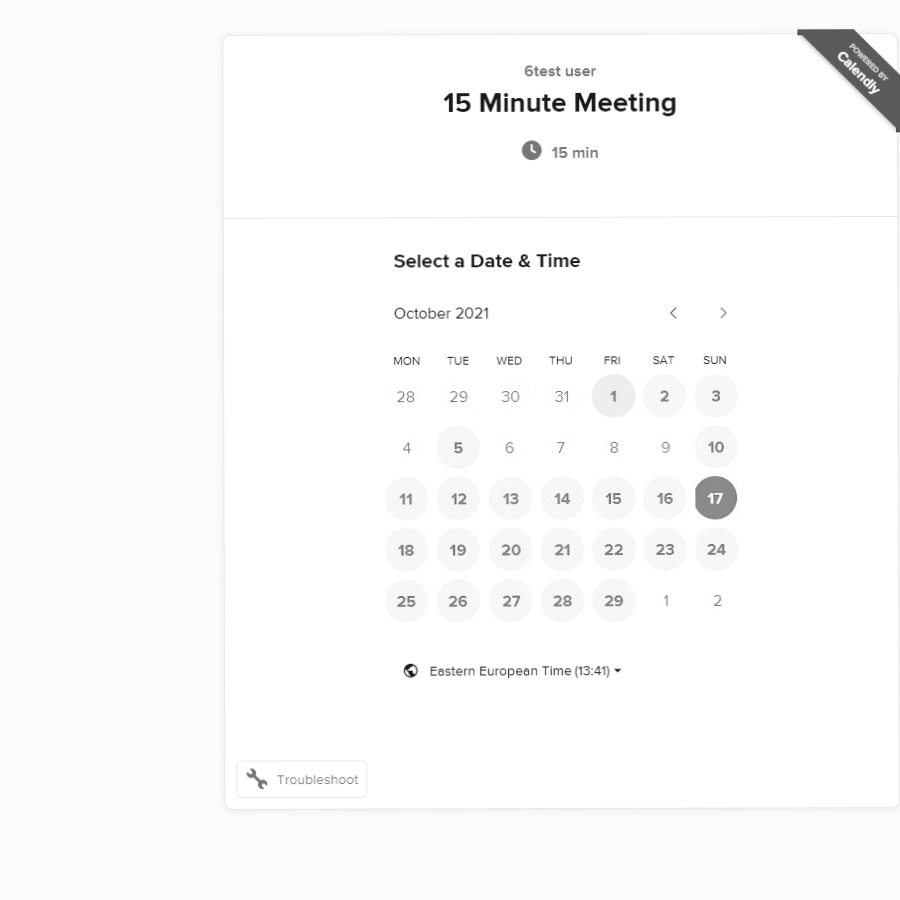 6test user
15 Minute Meeting
15 min
POWERED BY
Calendly
Select a Date & Time
October 2021
MON TUE WED THU FRI SAT SUN
28 29 30 31 1 2 3
4 5 6 7 8 9 10
11 12 13 14 15 16 17
18 19 20 21 22 23 24
25 26 27 28 29 1 2
Eastern European Time (13:41)
Troubleshoot